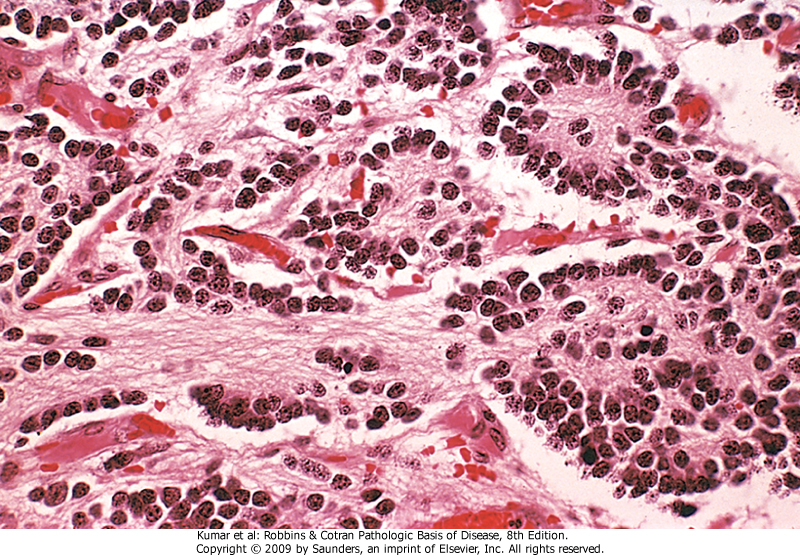 Kumar et al: Robbins & Cotran Pathologic Basis of Disease, 8th Edition.
Copyright © 2009 by Saunders, an imprint of Elsevier, Inc. All rights reserved.